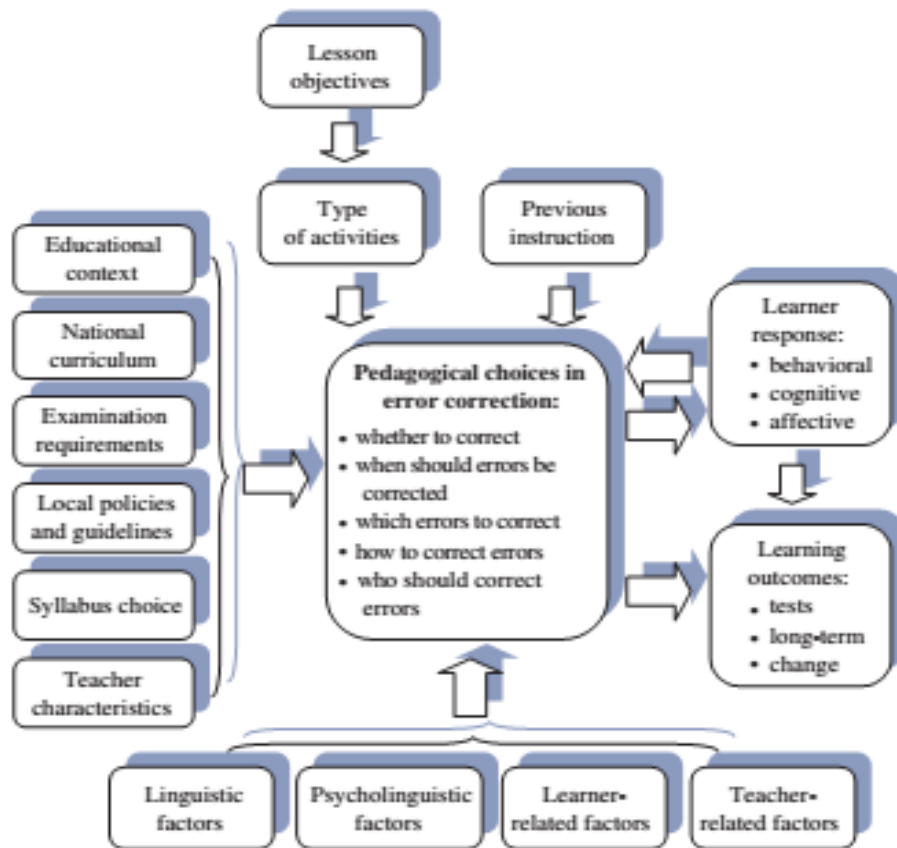 Lesson
objectives
Type
of activities
Previous
instruction
Educational
context
National
curriculum
Examination
requirements
Local policies
and guidelines
Syllabus choice
Teacher
characteristics
Pedagogical choices in
error correction:
• whether to correct
• when should errors be
corrected
• which errors to correct
• how to correct errors
• who should correct
errors
Learner
response:
• behavioral
• cognitive
• affective
Learning
outcomes:
• tests
• long-term
• change
Linguistic
factors
Psycholinguistic
factors
Learner-
related factors
Teacher-
related factors